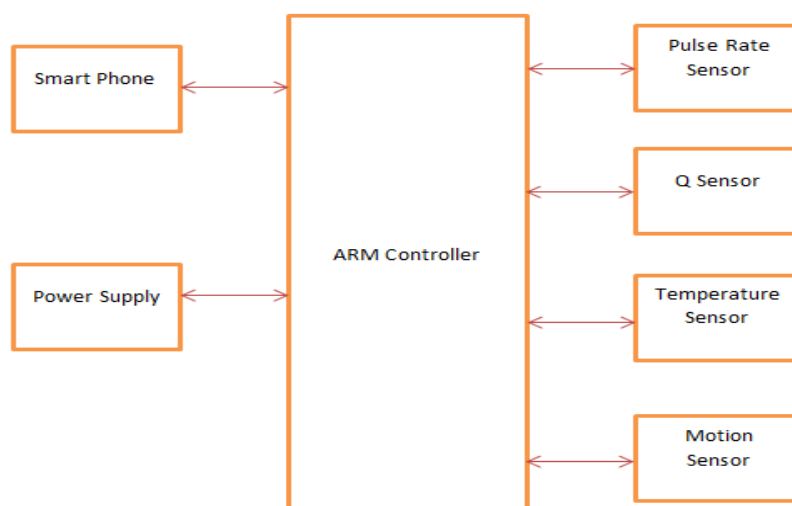 Smart Phone
Power Supply
ARM Controller
Pulse Rate
Sensor
Q Sensor
Temperature
Sensor
Motion
Sensor